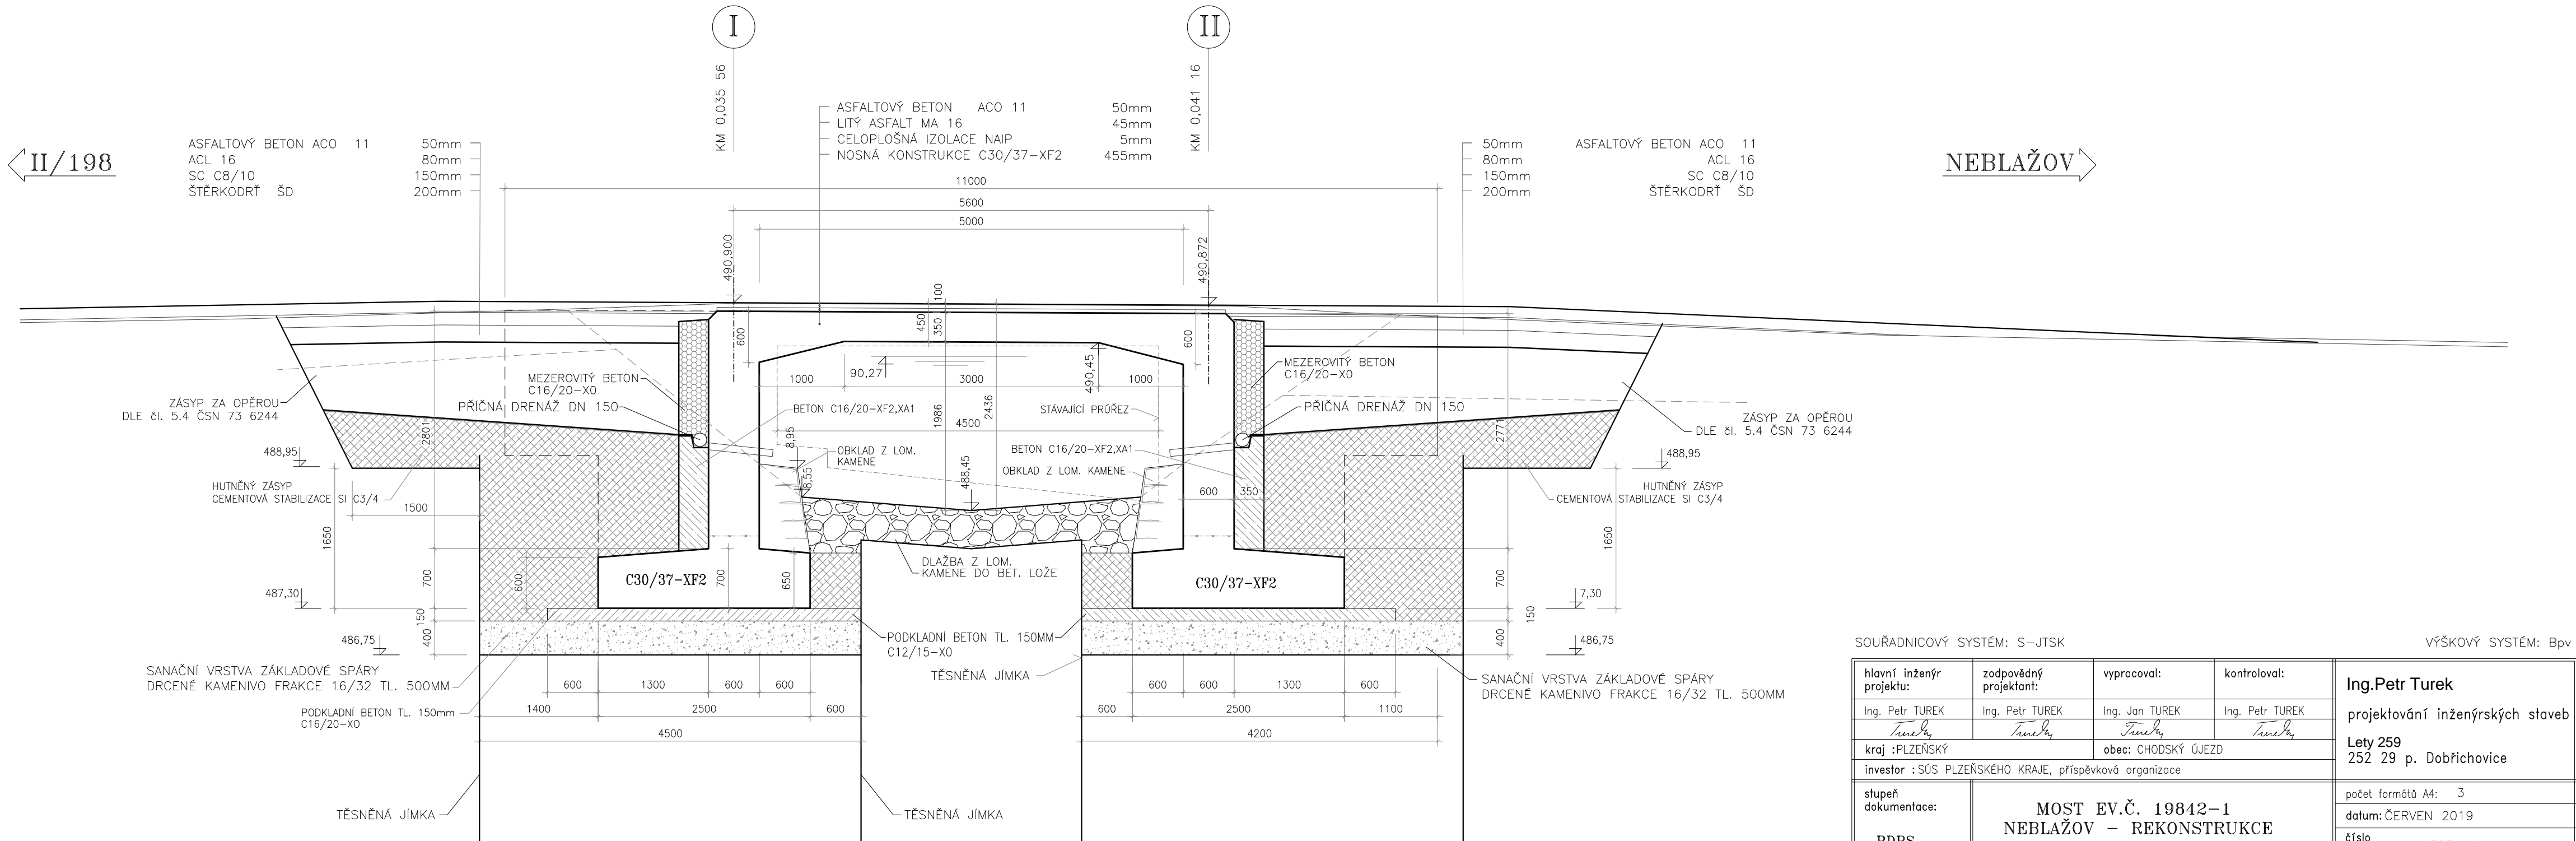 I
II
KM 0,035 56
KM 0,041 16
II/198
NEBLAŽOV
ASFALTOVÝ BETON ACO 11 50mm
ACL 16 80mm
SC C8/10 150mm
ŠTĚRKODRŤ ŠD 200mm
ASFALTOVÝ BETON ACO 11 50mm
LITÝ ASFALT MA 16 45mm
CELOPLOŠNÁ IZOLACE NAIP 5mm
NOSNÁ KONSTRUKCE C30/37-XF2 455mm
50mm ASFALTOVÝ BETON ACO 11
80mm ACL 16
150mm SC C8/10
200mm ŠTĚRKODRŤ ŠD
11000
5600
5000
490,900
490,872
100
450
350
600
600
90,27
490,45
1000
3000
1000
2436
1986
4500
MEZEROVITÝ BETON
C16/20-X0
PŘÍČNÁ DRENÁŽ DN 150
ZÁSYP ZA OPĚROU
DLE čl. 5.4 ČSN 73 6244
BETON C16/20-XF2,XA1
STÁVAJÍCÍ PRŮŘEZ
MEZEROVITÝ BETON
C16/20-X0
PŘÍČNÁ DRENÁŽ DN 150
ZÁSYP ZA OPĚROU
DLE čl. 5.4 ČSN 73 6244
2801
8,95
8,55
OBKLAD Z LOM.
KAMENE
488,45
BETON C16/20-XF2,XA1
OBKLAD Z LOM. KAMENE
2771
488,95
488,95
HUTNĚNÝ ZÁSYP
CEMENTOVÁ STABILIZACE SI C3/4
HUTNĚNÝ ZÁSYP
CEMENTOVÁ STABILIZACE SI C3/4
1500
1650
600
350
1650
DLAŽBA Z LOM.
KAMENE DO BET. LOŽE
C30/37-XF2
C30/37-XF2
700
600
700
650
700
487,30
7,30
150
400
150
400
486,75
486,75
PODKLADNÍ BETON TL. 150MM
C12/15-X0
TĚSNĚNÁ JÍMKA
SANAČNÍ VRSTVA ZÁKLADOVÉ SPÁRY
DRCENÉ KAMENIVO FRAKCE 16/32 TL. 500MM
PODKLADNÍ BETON TL. 150mm
C16/20-X0
SANAČNÍ VRSTVA ZÁKLADOVÉ SPÁRY
DRCENÉ KAMENIVO FRAKCE 16/32 TL. 500MM
600 1300 600 600
600 600 1300 600
1400 2500 600
600 2500 1100
4500
4200
TĚSNĚNÁ JÍMKA
TĚSNĚNÁ JÍMKA
SOUŘADNICOVÝ SYSTÉM: S-JTSK
VÝŠKOVÝ SYSTÉM: Bpv
hlavní inženýr
projektu:
zodpovědný
projektant:
vypracoval:
kontroloval:
Ing. Petr TUREK
Ing. Petr TUREK
Ing. Jan TUREK
Ing. Petr TUREK
Turek
Turek
Turek
Turek
kraj :PLZEŇSKÝ
obec: CHODSKÝ ÚJEZD
investor : SÚS PLZEŇSKÉHO KRAJE, příspěvková organizace
Ing.Petr Turek
projektování inženýrských staveb
Lety 259
252 29 p. Dobřichovice
stupeň
dokumentace:
MOST EV.Č. 19842-1
NEBLAŽOV - REKONSTRUKCE
počet formátů A4: 3
datum: ČERVEN 2019
číslo